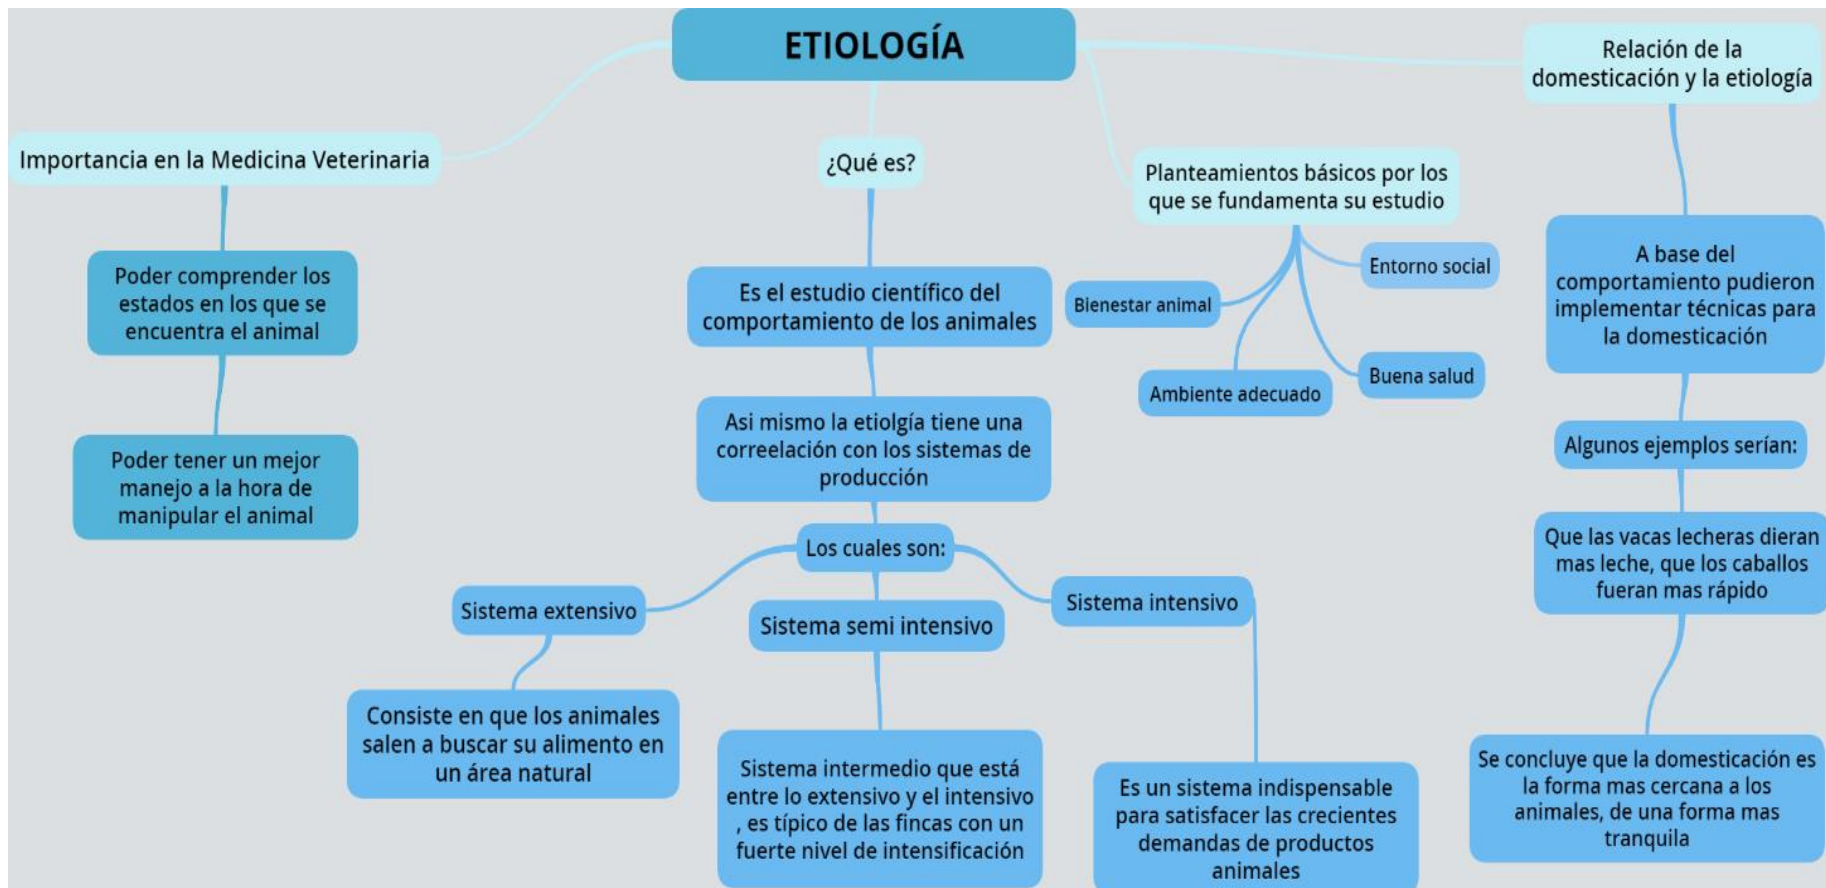 ETIOLOGÍA
Importancia en la Medicina Veterinaria
Poder comprender los
estados en los que se
encuentra el animal
Poder tener un mejor
manejo a la hora de
manipular el animal
¿Qué es?
Es el estudio científico del
comportamiento de los animales
Asi mismo la etiolgía tiene una
correelación con los sistemas de
producción
Los cuales son:
Sistema extensivo
Consiste en que los animales
salen a buscar su alimento en
un área natural
Sistema semi intensivo
Sistema intermedio que está
entre lo extensivo y el intensivo
, es típico de las fincas con un
fuerte nivel de intensificación
Sistema intensivo
Es un sistema indispensable
para satisfacer las crecientes
demandas de productos
animales
Planteamientos básicos por los
que se fundamenta su estudio
Entorno social
Bienestar animal
Buena salud
Ambiente adecuado
Relación de la
domesticación y la etiología
A base del
comportamiento pudieron
implementar técnicas para
la domesticación
Algunos ejemplos serían:
Que las vacas lecheras dieran
mas leche, que los caballos
fueran mas rápido
Se concluye que la domesticación es
la forma mas cercana a los
animales, de una forma mas
tranquila